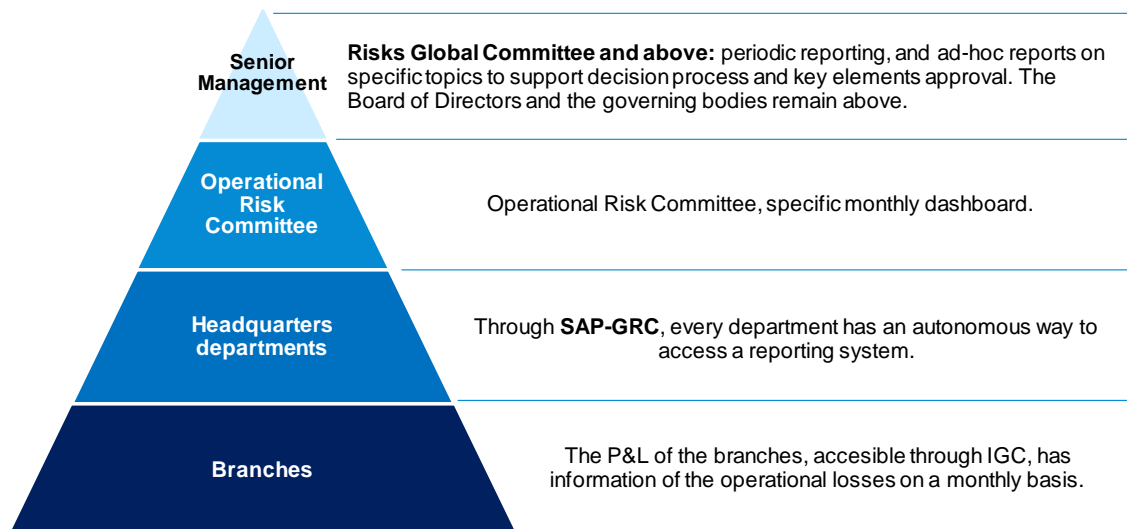 Senior
Management
Risks Global Committee and above: periodic reporting, and ad-hoc reports on
specific topics to support decision process and key elements approval. The
Board of Directors and the governing bodies remain above.
Operational
Risk
Committee
Operational Risk Committee, specific monthly dashboard.
Headquarters
departments
Through SAP-GRC, every department has an autonomous way to
access a reporting system.
Branches
The P&L of the branches, accesible through IGC, has
information of the operational losses on a monthly basis.